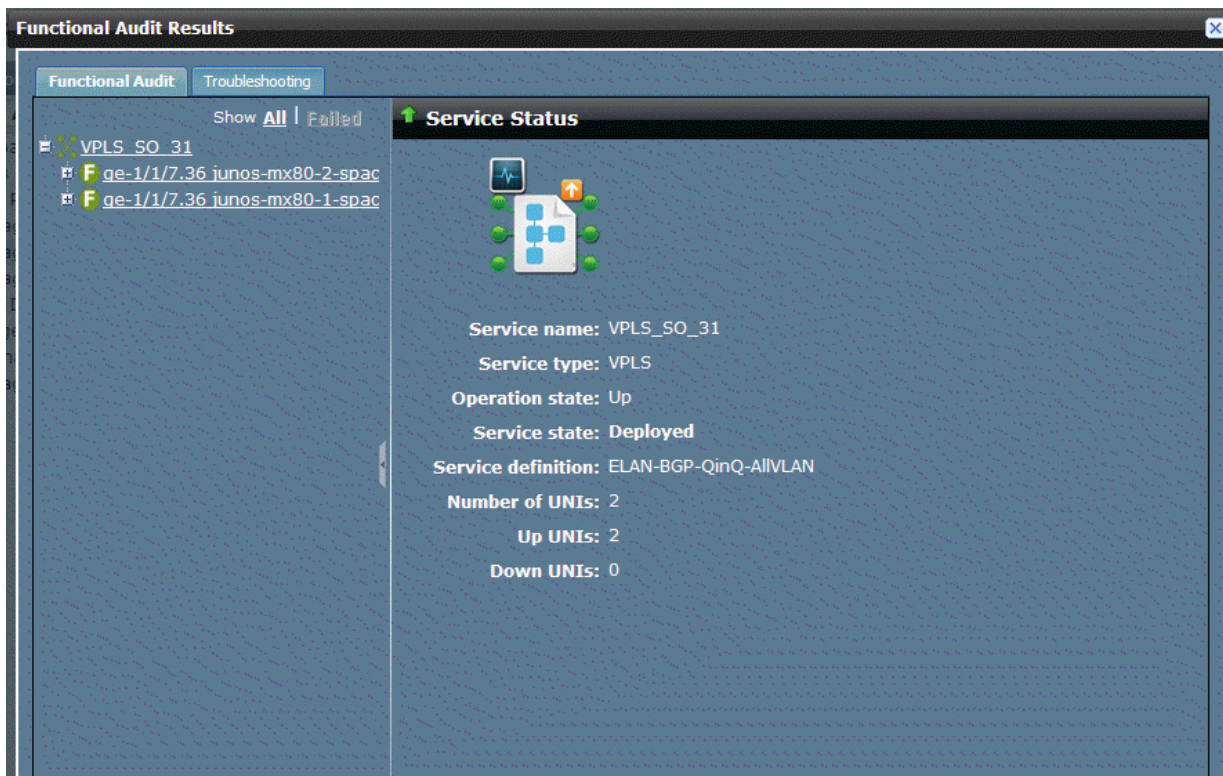 Functional Audit Results
Functional Audit
Troubleshooting
Show All | Failed
VPLS_SO_31
F ge-1/1/7.36 junos-mx80-2-spac
F ge-1/1/7.36 junos-mx80-1-spac
Service Status
Service name: VPLS_SO_31
Service type: VPLS
Operation state: Up
Service state: Deployed
Service definition: ELAN-BGP-QinQ-AllVLAN
Number of UNIs: 2
Up UNIs: 2
Down UNIs: 0